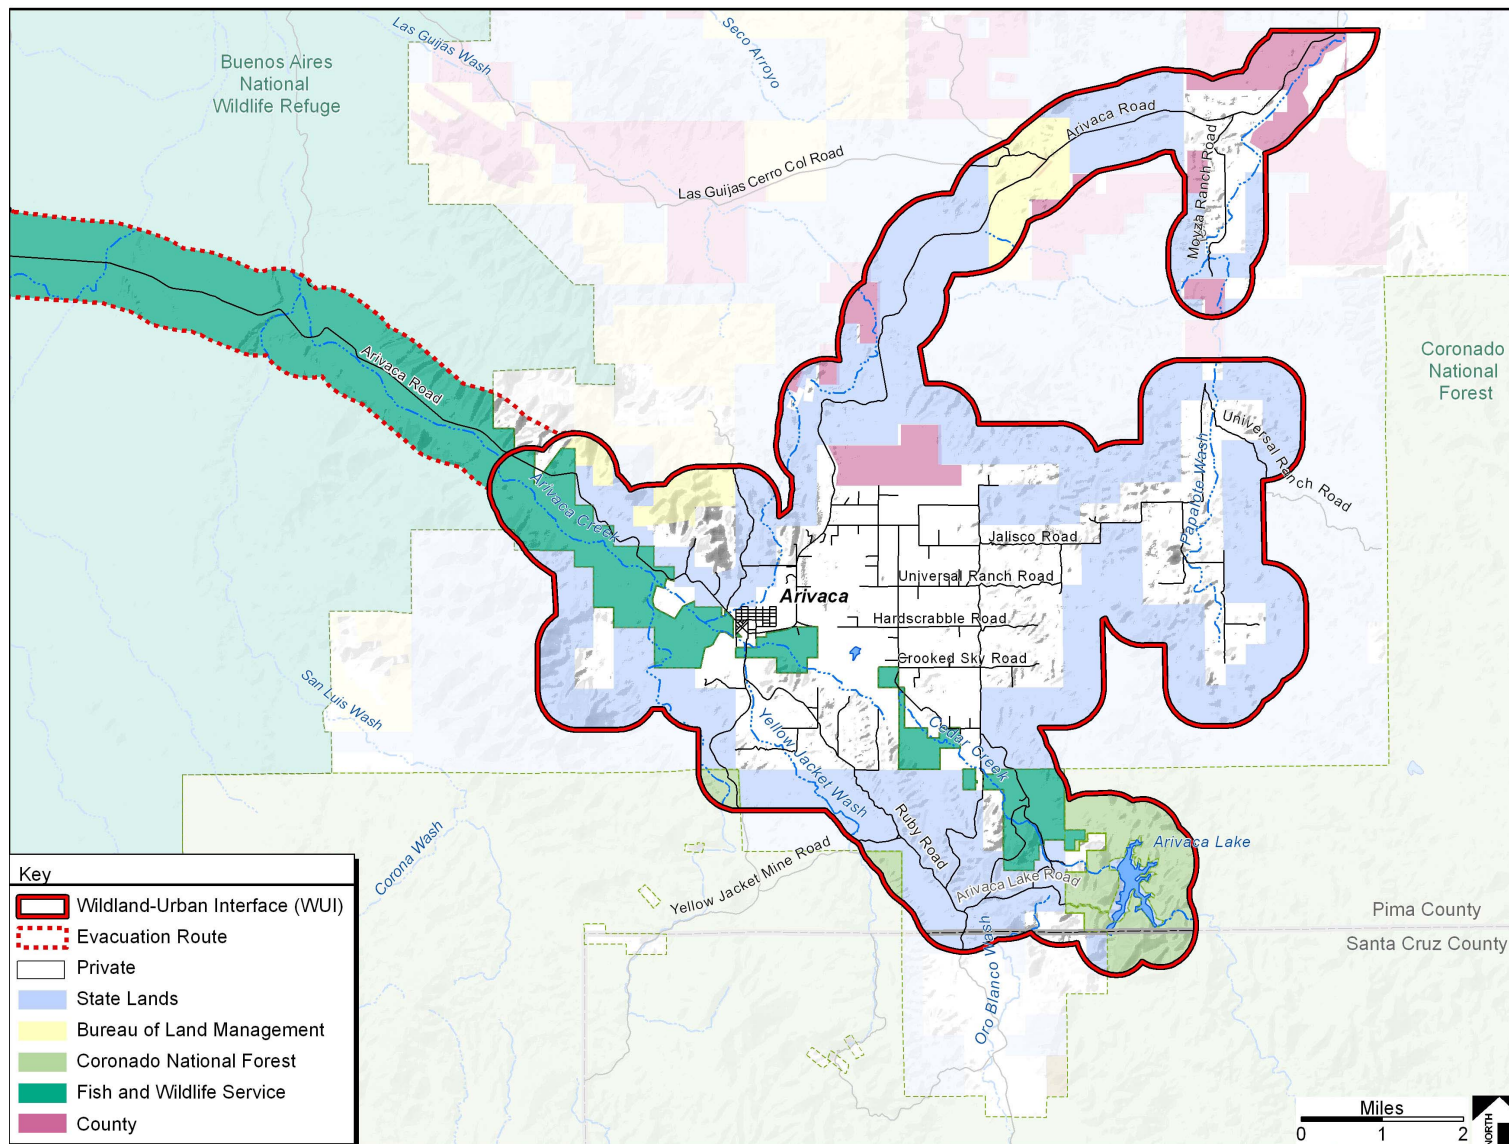 Las Guijas Wash
Seco Arroyo
Buenos Aires
National
Wildlife Refuge
Arivaca Road
Las Guijas Cerro Col Road
Moyza Ranch Road
Coronado
National
Forest
Arivaca Road
Universal Ranch Road
Papalote Wash
Arivaca Creek
Jalisco Road
Universal Ranch Road
Arivaca
Hardscrabble Road
Crooked Sky Road
San Luis Wash
Yellow Jacket Wash
Cedar Creek
Ruby Road
Arivaca Lake
Corona Wash
Yellow Jacket Mine Road
Arivaca Lake Road
Oro Blanco Wash
Pima County
Santa Cruz County
Key
Wildland-Urban Interface (WUI)
Evacuation Route
Private
State Lands
Bureau of Land Management
Coronado National Forest
Fish and Wildlife Service
County
Miles
0 1 2
NORTH